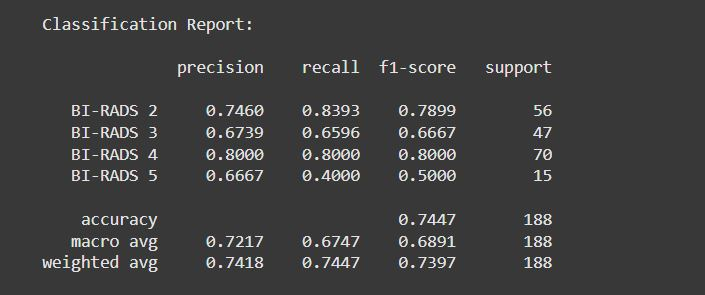 Classification Report:
precision recall f1-score support
BI-RADS 2 0.7460 0.8393 0.7899 56
BI-RADS 3 0.6739 0.6596 0.6667 47
BI-RADS 4 0.8000 0.8000 0.8000 70
BI-RADS 5 0.6667 0.4000 0.5000 15
accuracy 0.7447 188
macro avg 0.7217 0.6747 0.6891 188
weighted avg 0.7418 0.7447 0.7397 188